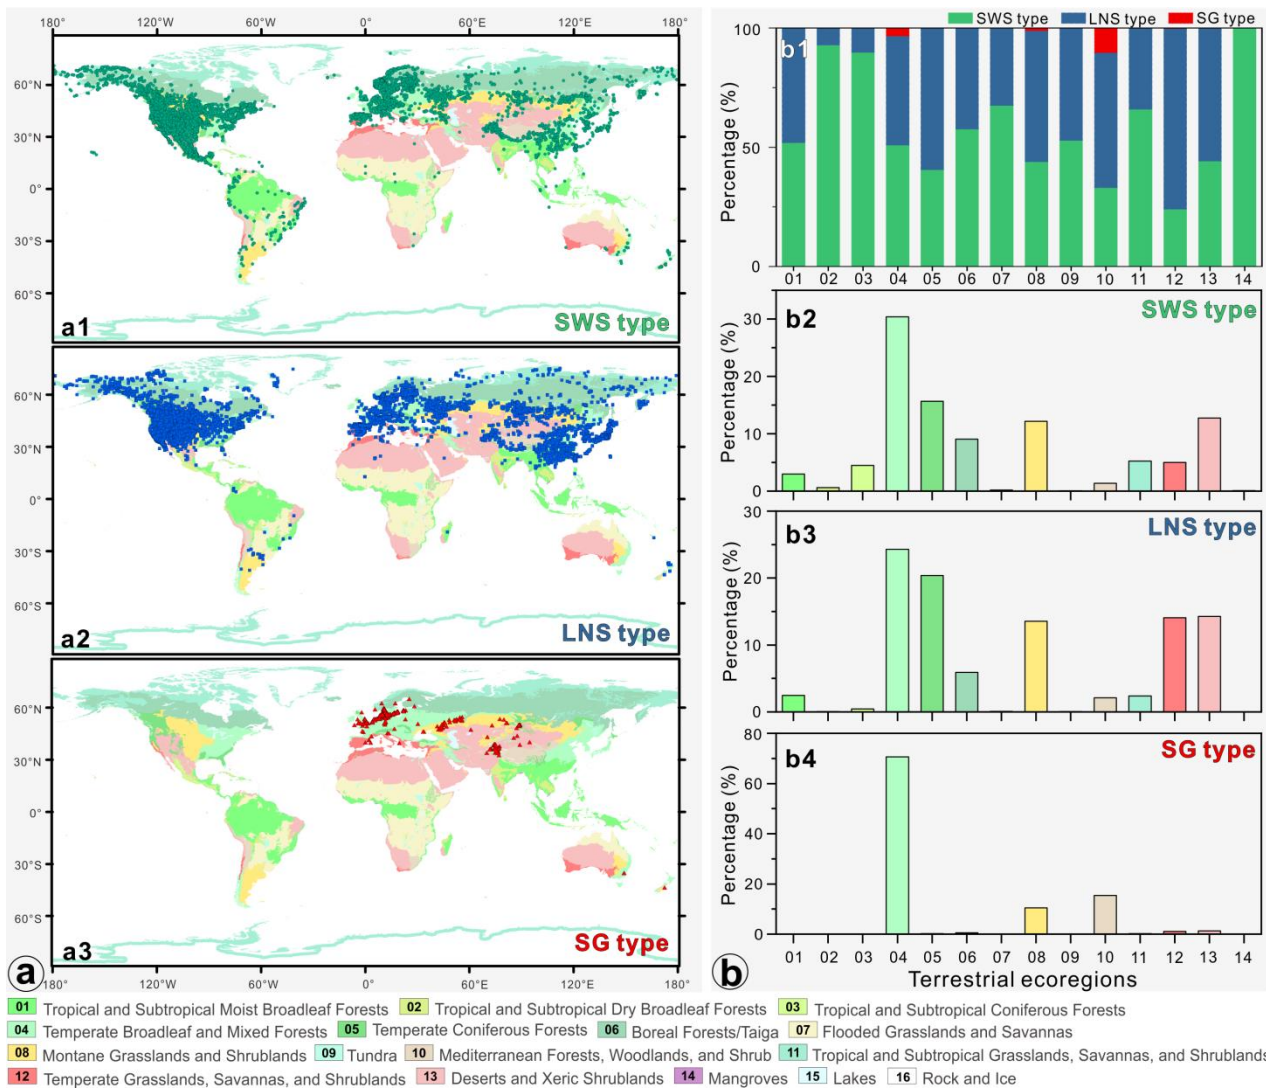 180° 120°W 60°W 0° 60°E 120°E 180°
60°N
30°N
0°
30°S
60°S
a1 SWS type
60°N
30°N
0°
30°S
60°S
a2 LNS type
60°N
30°N
0°
30°S
60°S
a3 SG type
180° 120°W 60°W 0° 60°E 120°E 180°
a
SWS type LNS type SG type
b1
Percentage (%)
100
50
0
01 02 03 04 05 06 07 08 09 10 11 12 13 14
b2 SWS type
Percentage (%)
30
20
10
0
b3 LNS type
Percentage (%)
30
20
10
0
b4 SG type
Percentage (%)
80
60
40
20
0
01 02 03 04 05 06 07 08 09 10 11 12 13 14
Terrestrial ecoregions
b
01 Tropical and Subtropical Moist Broadleaf Forests 02 Tropical and Subtropical Dry Broadleaf Forests 03 Tropical and Subtropical Coniferous Forests
04 Temperate Broadleaf and Mixed Forests 05 Temperate Coniferous Forests 06 Boreal Forests/Taiga 07 Flooded Grasslands and Savannas
08 Montane Grasslands and Shrublands 09 Tundra 10 Mediterranean Forests, Woodlands, and Shrub 11 Tropical and Subtropical Grasslands, Savannas, and Shrublands
12 Temperate Grasslands, Savannas, and Shrublands 13 Deserts and Xeric Shrublands 14 Mangroves 15 Lakes 16 Rock and Ice